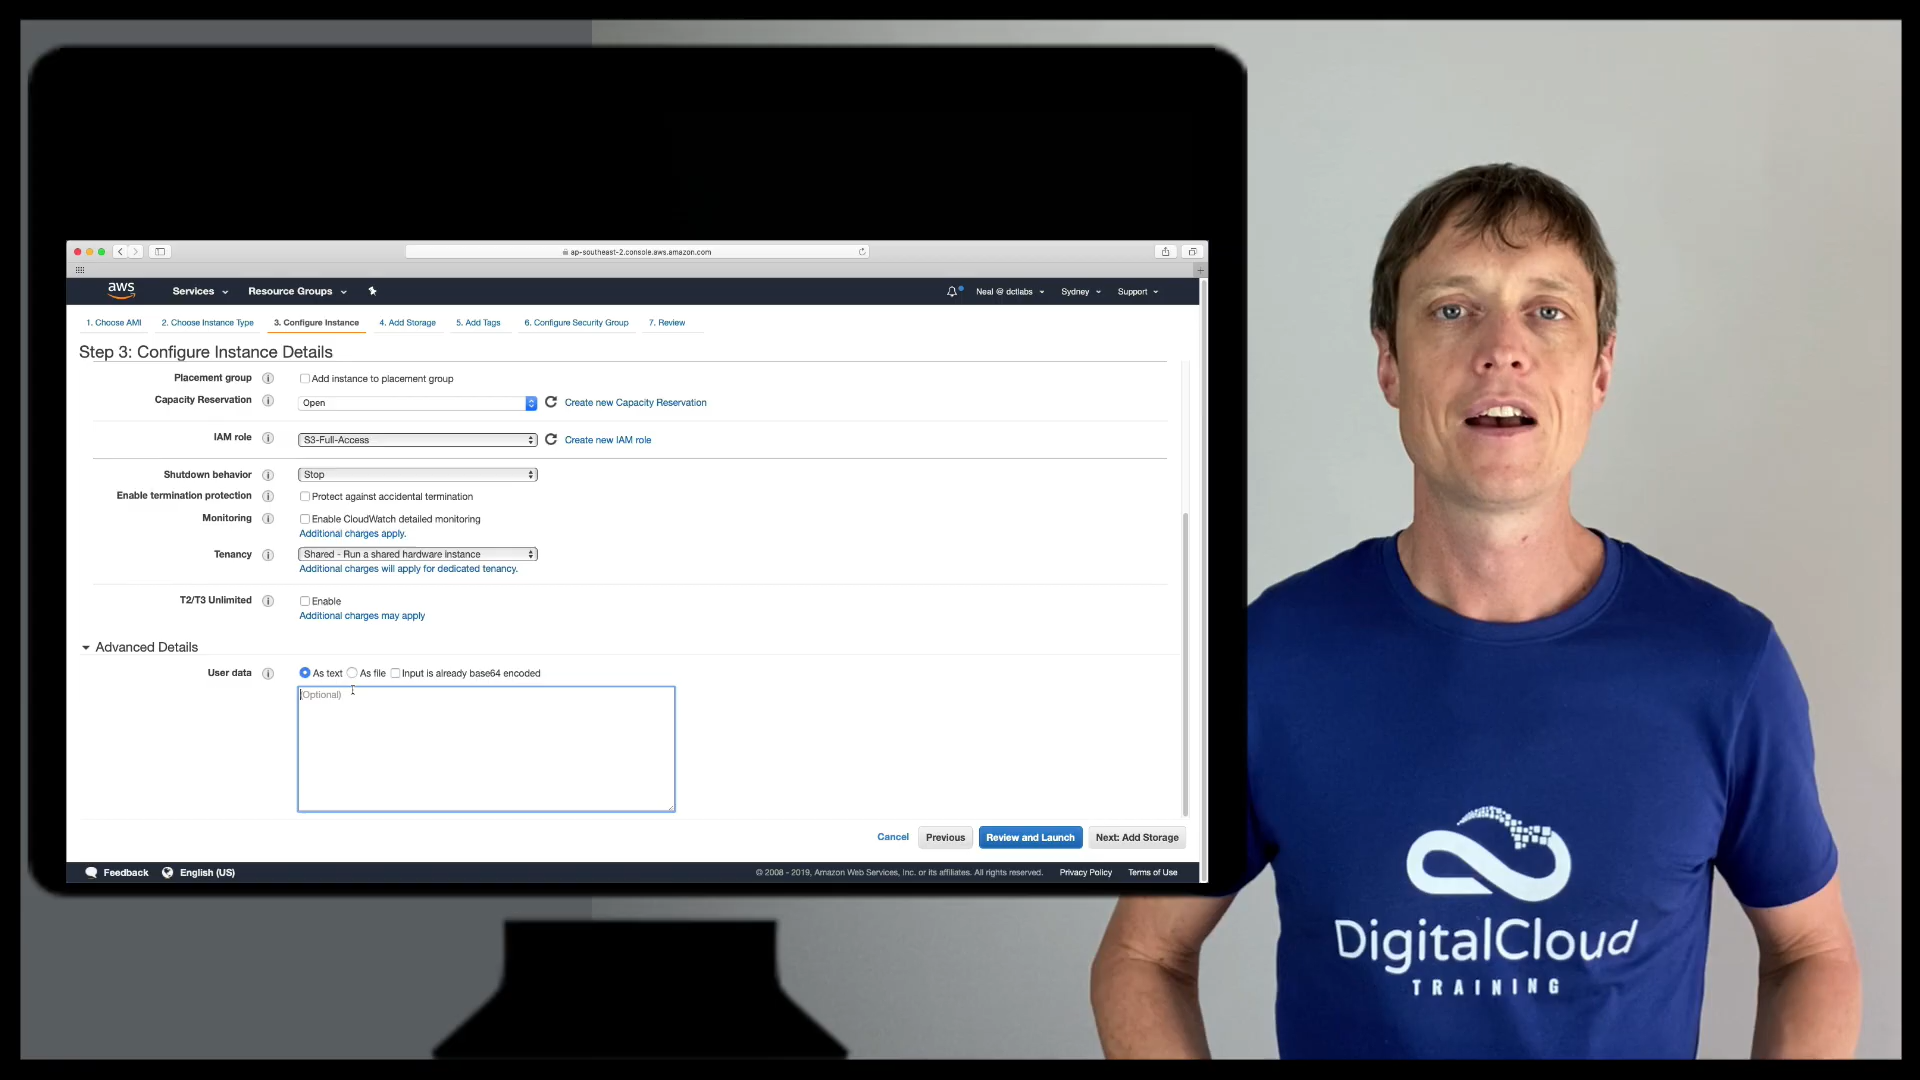 ap-southeast-2.console.aws.amazon.com
aws
Services
Resource Groups
Neal @ dctlabs
Sydney
Support
1. Choose AMI
2. Choose Instance Type
3. Configure Instance
4. Add Storage
5. Add Tags
6. Configure Security Group
7. Review
Step 3: Configure Instance Details
Placement group
Add instance to placement group
Capacity Reservation
Open
Create new Capacity Reservation
IAM role
S3-Full-Access
Create new IAM role
Shutdown behavior
Stop
Enable termination protection
Protect against accidental termination
Monitoring
Enable CloudWatch detailed monitoring
Additional charges apply.
Tenancy
Shared - Run a shared hardware instance
Additional charges will apply for dedicated tenancy.
T2/T3 Unlimited
Enable
Additional charges may apply
Advanced Details
User data
As text
As file
Input is already base64 encoded
(Optional)
Cancel
Previous
Review and Launch
Next: Add Storage
Feedback
English (US)
© 2008 - 2019, Amazon Web Services, Inc. or its affiliates. All rights reserved.
Privacy Policy
Terms of Use
DigitalCloud
TRAINING